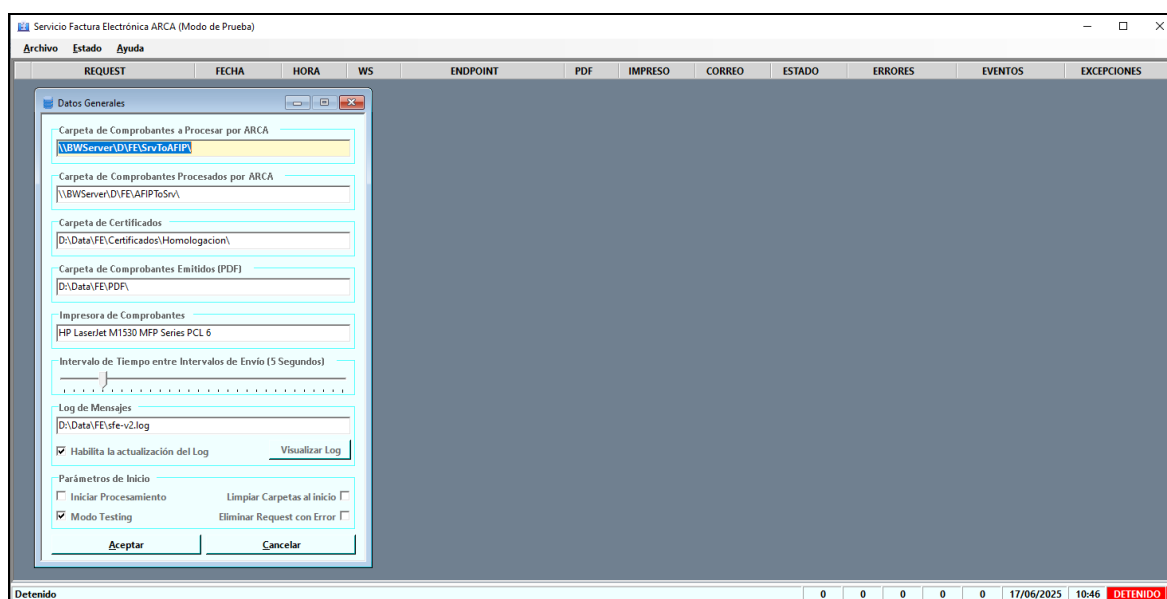 Servicio Factura Electrónica ARCA (Modo de Prueba)
Archivo Estado Ayuda
REQUEST FECHA HORA WS ENDPOINT PDF IMPRESO CORREO ESTADO ERRORES EVENTOS EXCEPCIONES
Datos Generales
Carpeta de Comprobantes a Procesar por ARCA
\\BWServer\D\FE\SrvToAFIP\
Carpeta de Comprobantes Procesados por ARCA
\\BWServer\D\FE\AFIPToSrv\
Carpeta de Certificados
D:\Data\FE\Certificados\Homologacion\
Carpeta de Comprobantes Emitidos (PDF)
D:\Data\FE\PDF\
Impresora de Comprobantes
HP LaserJet M1530 MFP Series PCL 6
Intervalo de Tiempo entre Intervalos de Envío (5 Segundos)
Log de Mensajes
D:\Data\FE\sfe-v2.log
Habilita la actualización del Log Visualizar Log
Parámetros de Inicio
Iniciar Procesamiento Limpiar Carpetas al inicio
Modo Testing Eliminar Request con Error
Aceptar Cancelar
Detenido 0 0 0 0 0 17/06/2025 10:46 DETENIDO